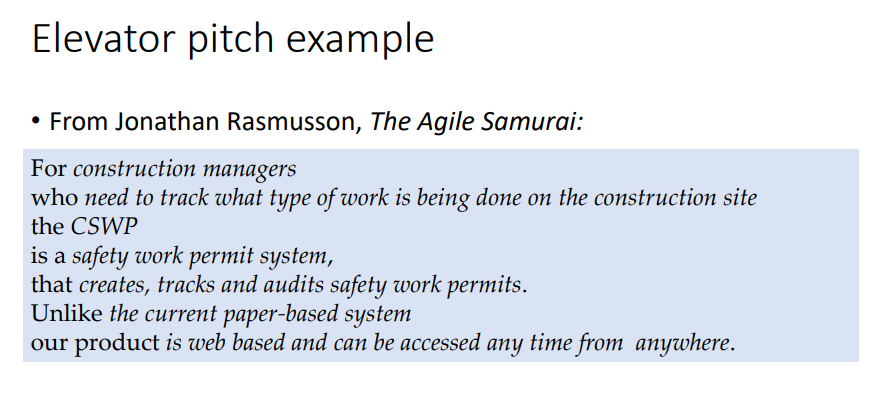 Elevator pitch example
• From Jonathan Rasmusson, The Agile Samurai:
For construction managers
who need to track what type of work is being done on the construction site
the CSWP
is a safety work permit system,
that creates, tracks and audits safety work permits.
Unlike the current paper-based system
our product is web based and can be accessed any time from  anywhere.